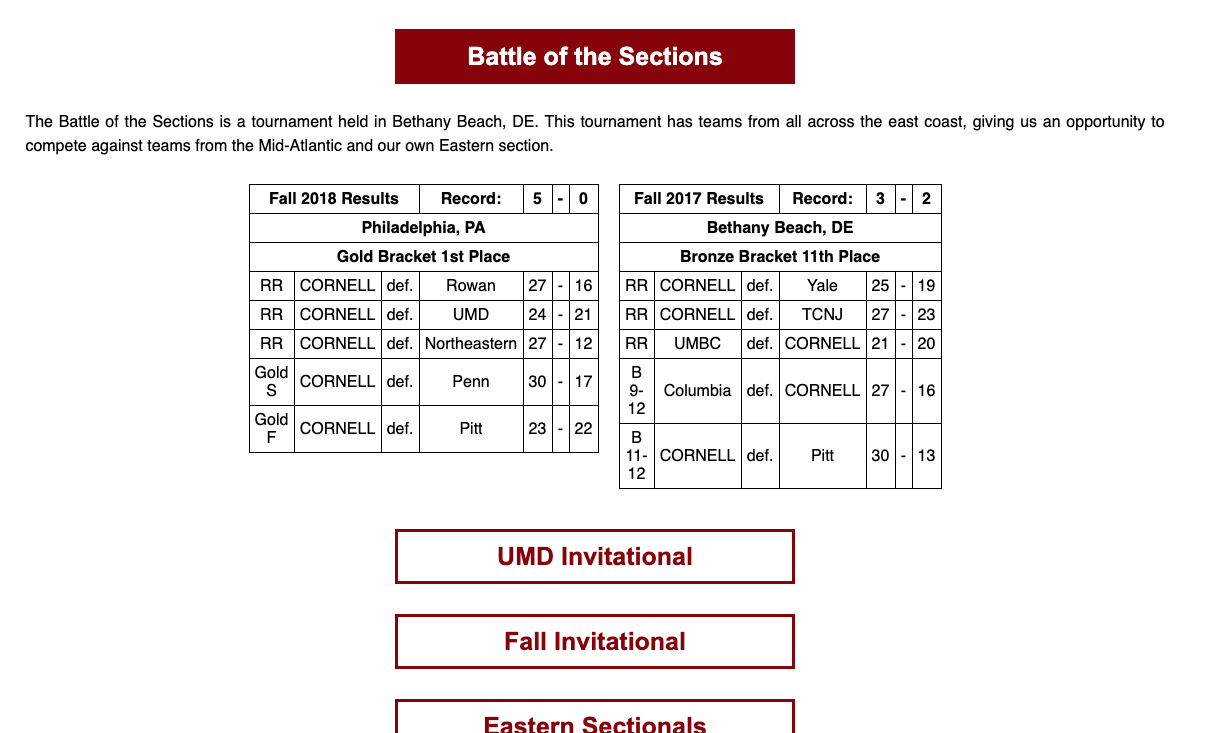 Battle of the Sections
The Battle of the Sections is a tournament held in Bethany Beach, DE. This tournament has teams from all across the east coast, giving us an opportunity to
compete against teams from the Mid-Atlantic and our own Eastern section.
Fall 2018 Results Record: 5 - 0
Philadelphia, PA
Gold Bracket 1st Place
RR CORNELL def. Rowan 27 - 16
RR CORNELL def. UMD 24 - 21
RR CORNELL def. Northeastern 27 - 12
Gold S CORNELL def. Penn 30 - 17
Gold F CORNELL def. Pitt 23 - 22
Fall 2017 Results Record: 3 - 2
Bethany Beach, DE
Bronze Bracket 11th Place
RR CORNELL def. Yale 25 - 19
RR CORNELL def. TCNJ 27 - 23
RR UMBC def. CORNELL 21 - 20
B 9-12 Columbia def. CORNELL 27 - 16
B 11-12 CORNELL def. Pitt 30 - 13
UMD Invitational
Fall Invitational
Eastern Sectionals